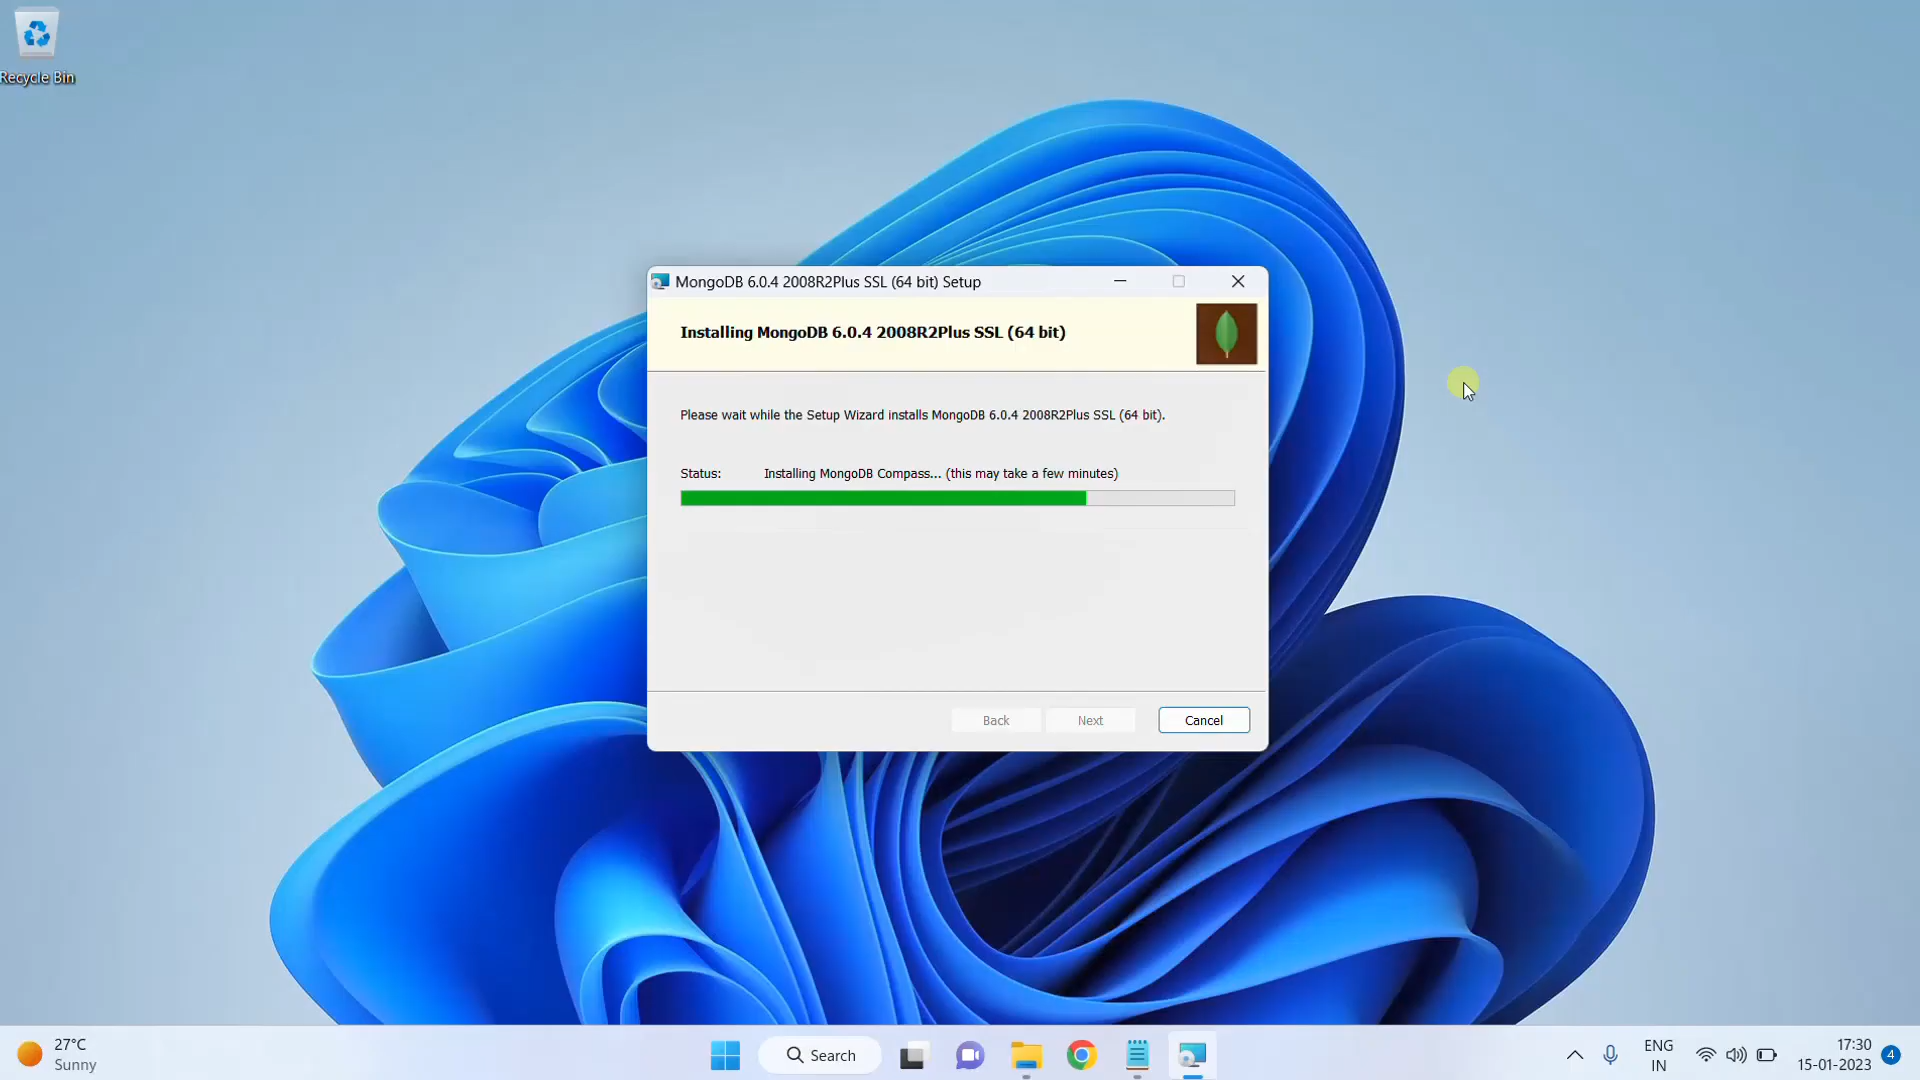 Recycle Bin
MongoDB 6.0.4 2008R2Plus SSL (64 bit) Setup
Installing MongoDB 6.0.4 2008R2Plus SSL (64 bit)
Please wait while the Setup Wizard installs MongoDB 6.0.4 2008R2Plus SSL (64 bit).
Status: Installing MongoDB Compass... (this may take a few minutes)
Back Next Cancel
27°C
Sunny
Search
ENG
IN
17:30
15-01-2023
4